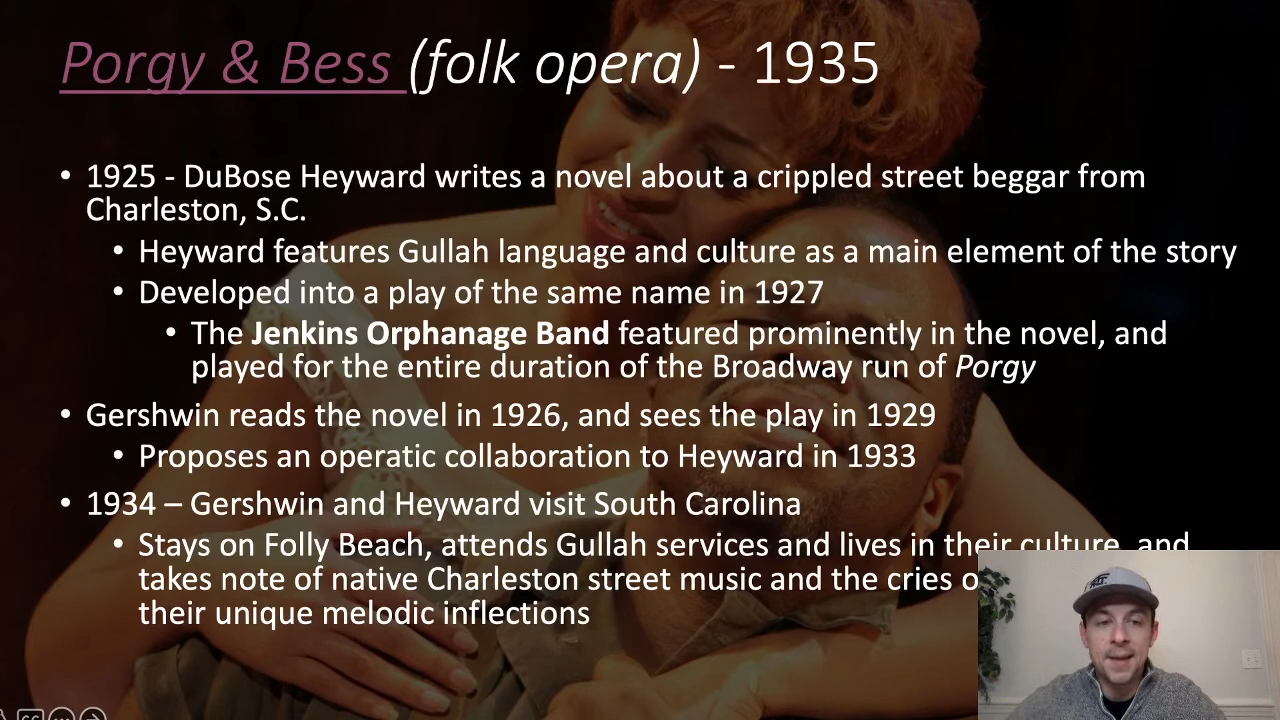 Porgy & Bess (folk opera) - 1935
• 1925 - DuBose Heyward writes a novel about a crippled street beggar from
Charleston, S.C.
• Heyward features Gullah language and culture as a main element of the story
• Developed into a play of the same name in 1927
• The Jenkins Orphanage Band featured prominently in the novel, and
played for the entire duration of the Broadway run of Porgy
• Gershwin reads the novel in 1926, and sees the play in 1929
• Proposes an operatic collaboration to Heyward in 1933
• 1934 – Gershwin and Heyward visit South Carolina
• Stays on Folly Beach, attends Gullah services and lives in their culture, and
takes note of native Charleston street music and the cries
their unique melodic inflections